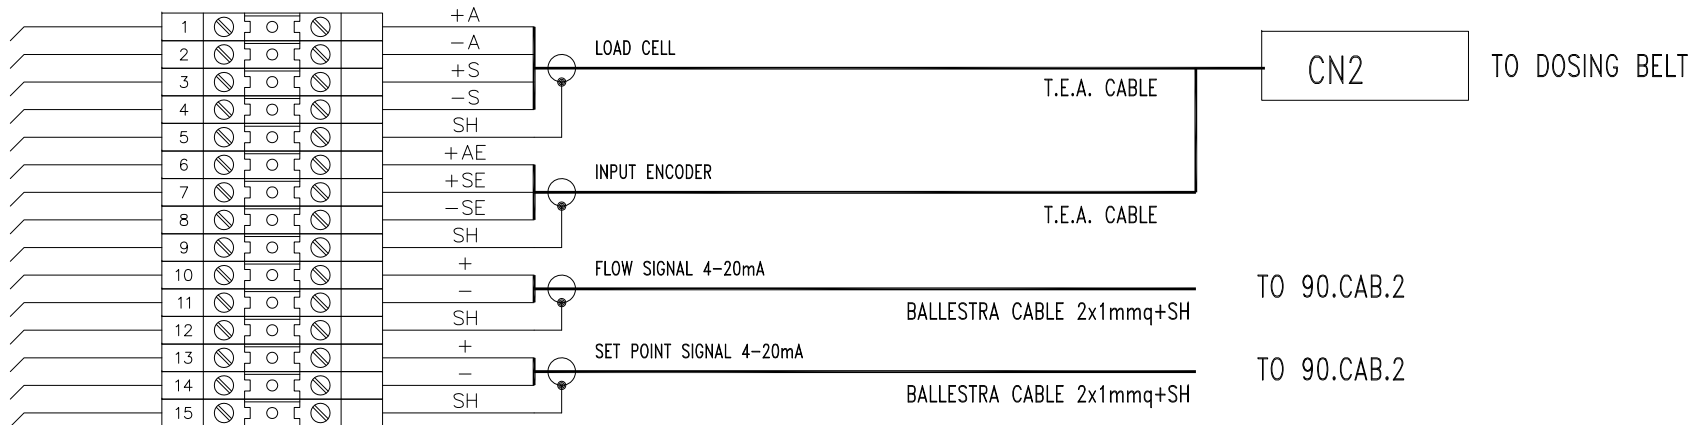 1 +A
2 −A
LOAD CELL
3 +S
T.E.A. CABLE
CN2
TO DOSING BELT
4 −S
5 SH
6 +AE
7 +SE
INPUT ENCODER
8 −SE
T.E.A. CABLE
9 SH
10 +
FLOW SIGNAL 4−20mA
11 −
TO 90.CAB.2
12 SH
BALLESTRA CABLE 2x1mmq+SH
13 +
SET POINT SIGNAL 4−20mA
14 −
TO 90.CAB.2
15 SH
BALLESTRA CABLE 2x1mmq+SH